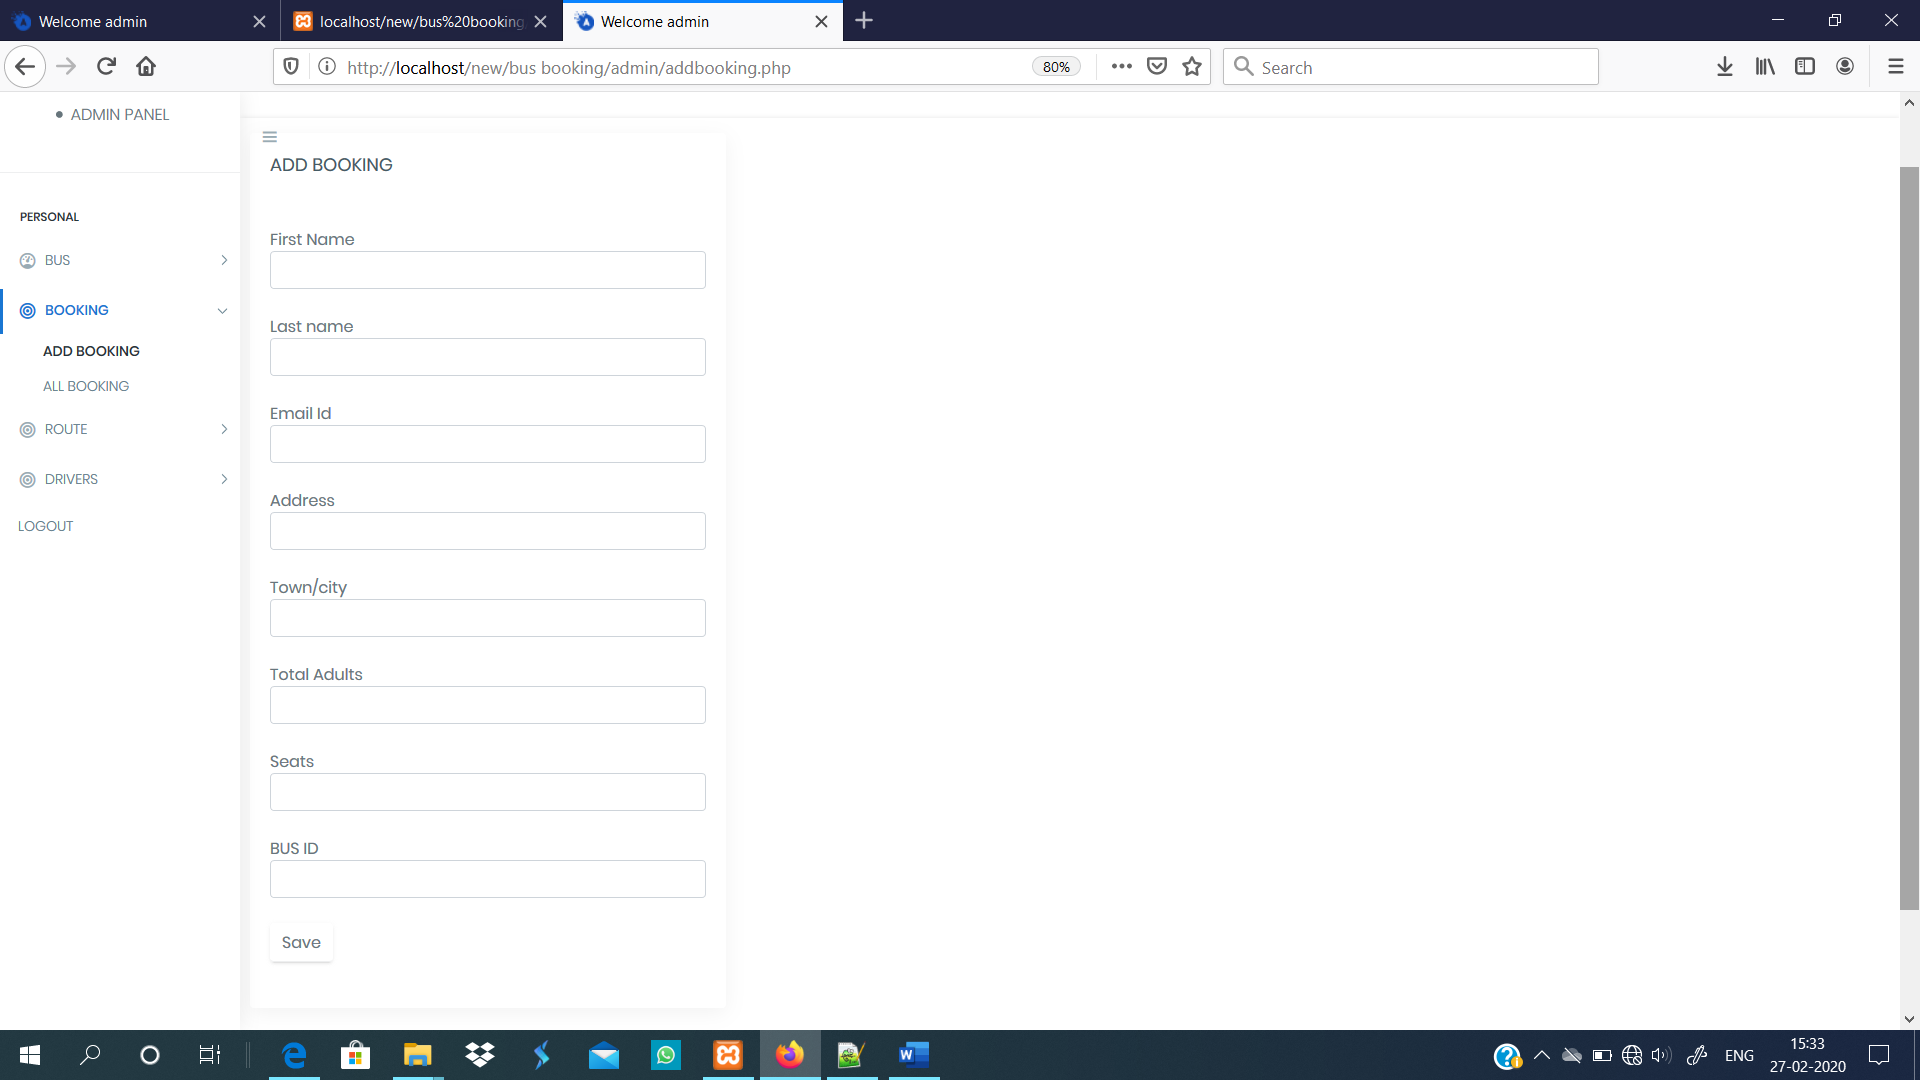 Welcome admin
localhost/new/bus%20booking
Welcome admin
http://localhost/new/bus booking/admin/addbooking.php
80%
Search
ADMIN PANEL
PERSONAL
BUS
BOOKING
ADD BOOKING
ALL BOOKING
ROUTE
DRIVERS
LOGOUT
ADD BOOKING
First Name
Last name
Email Id
Address
Town/city
Total Adults
Seats
BUS ID
Save
ENG
15:33
27-02-2020